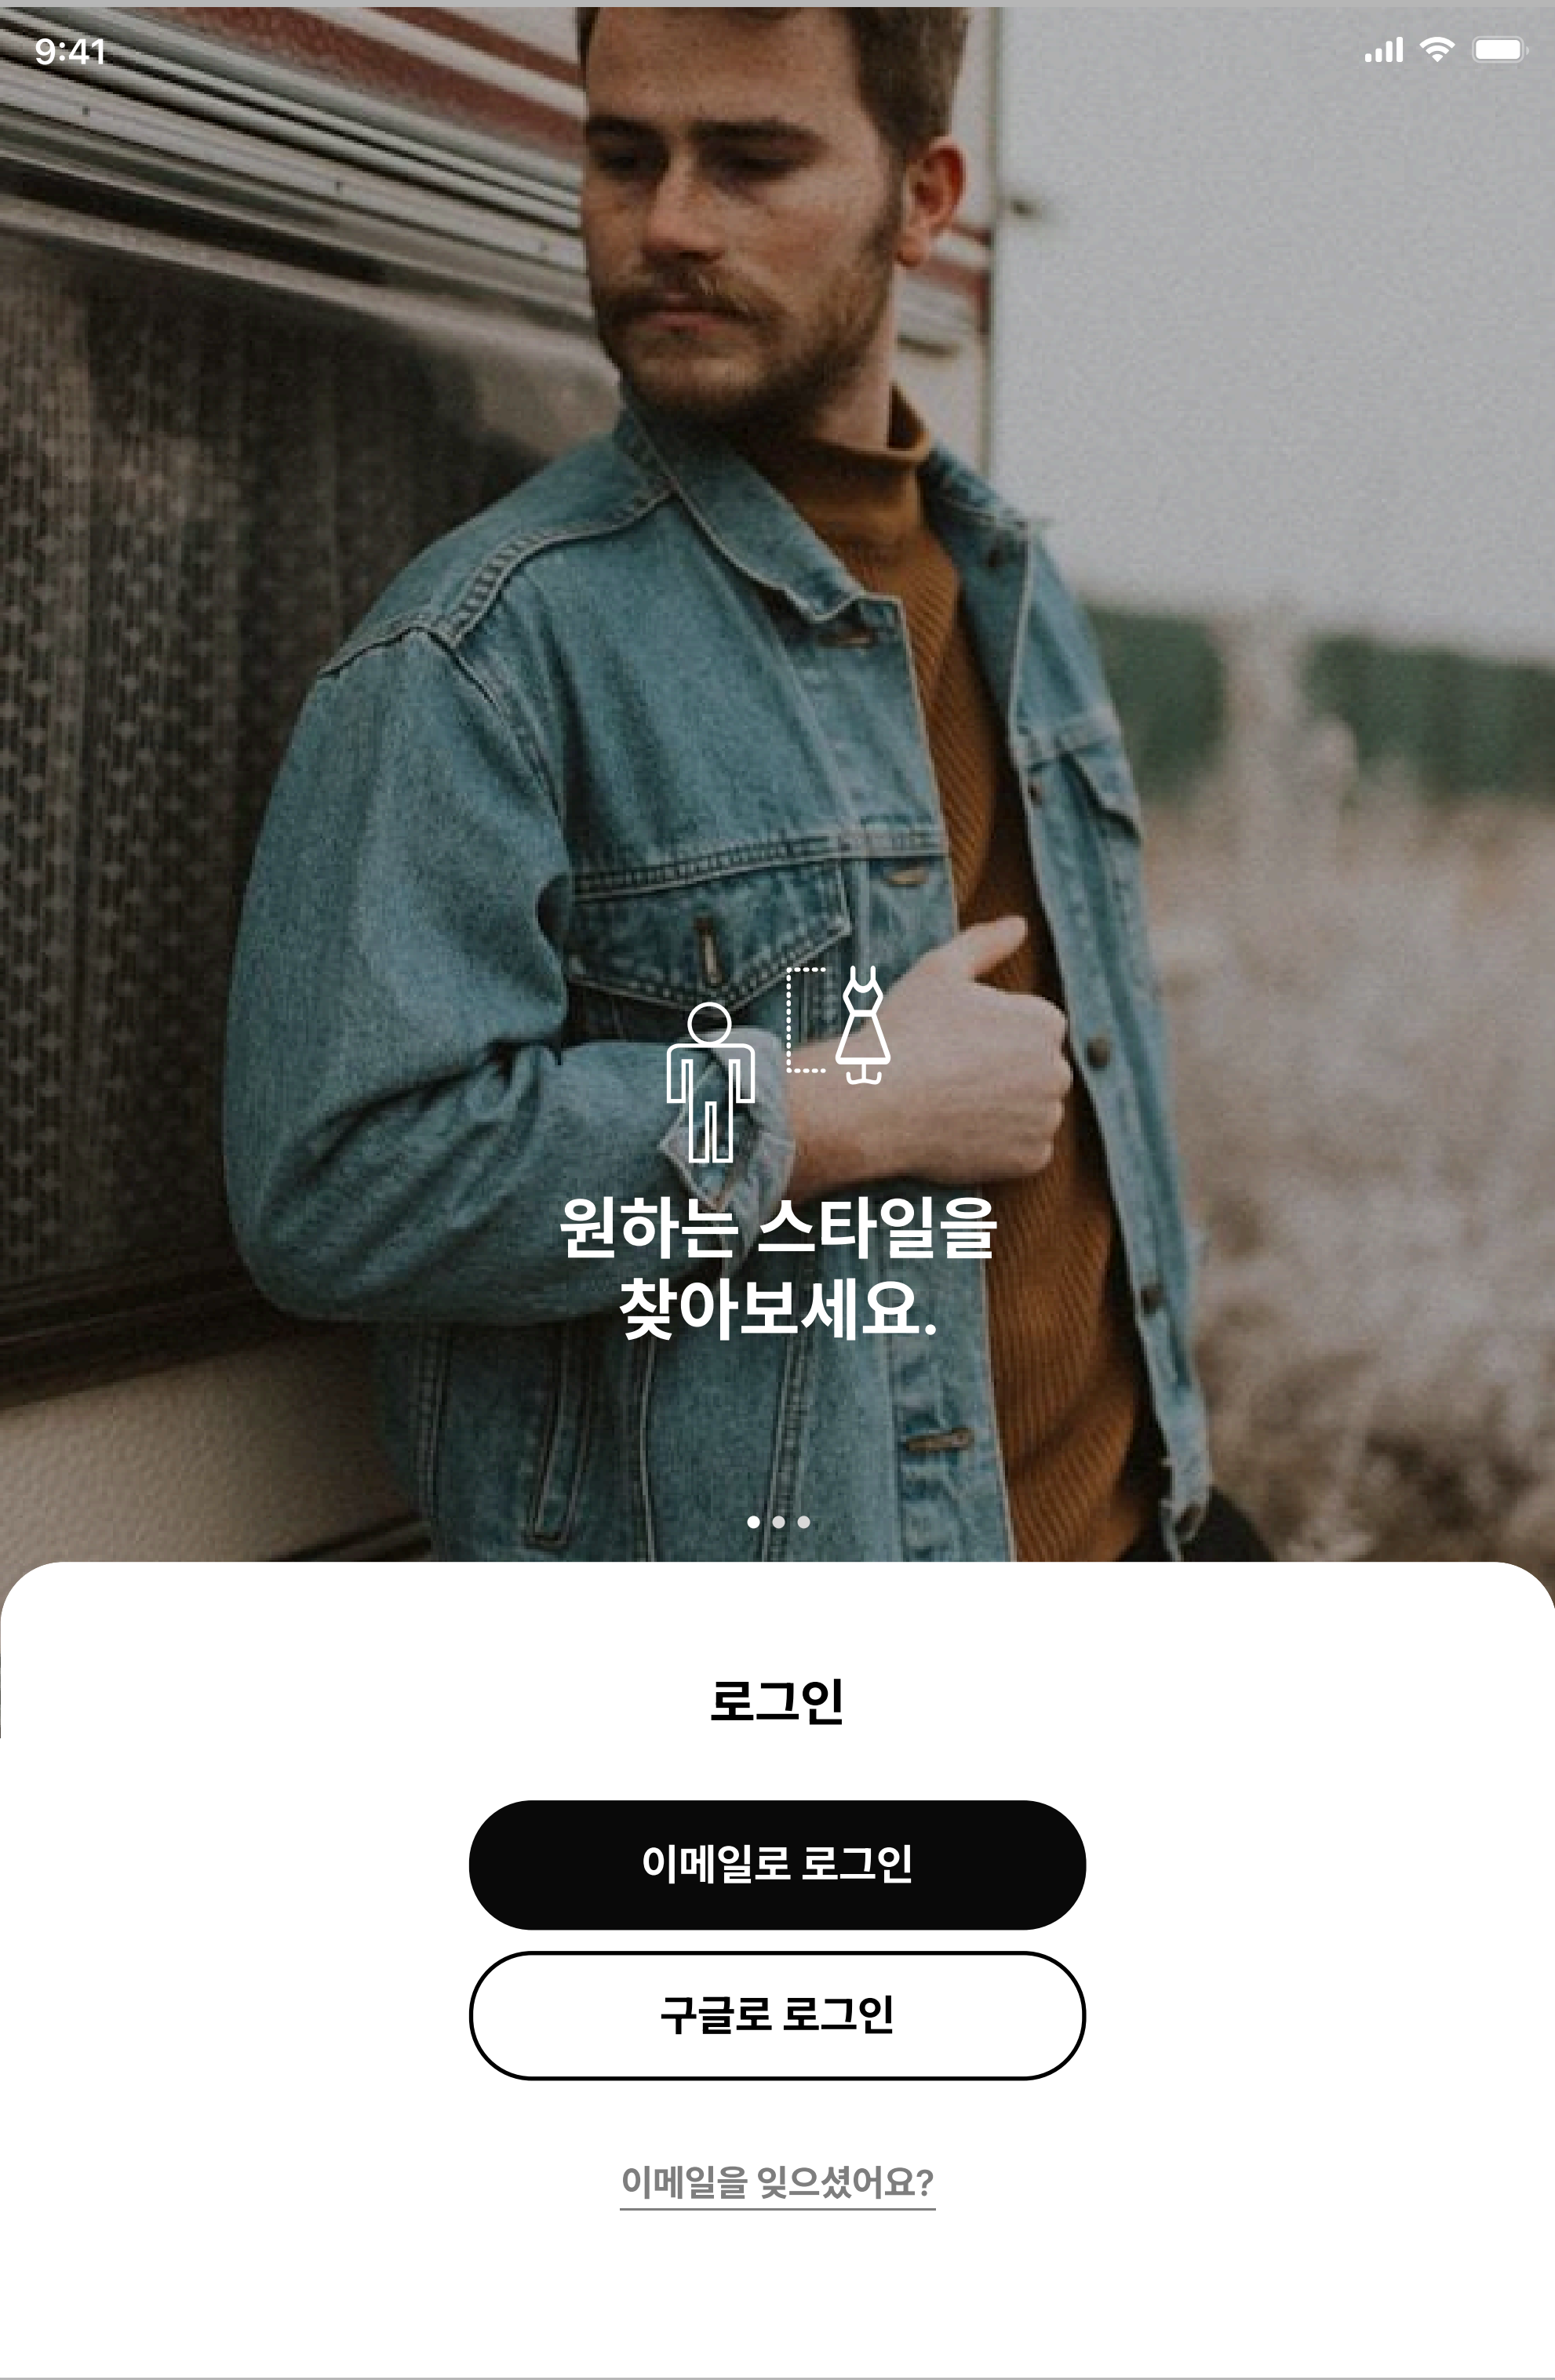 9:41
원하는 스타일을
찾아보세요.
로그인
이메일로 로그인
구글로 로그인
이메일을 잊으셨어요?